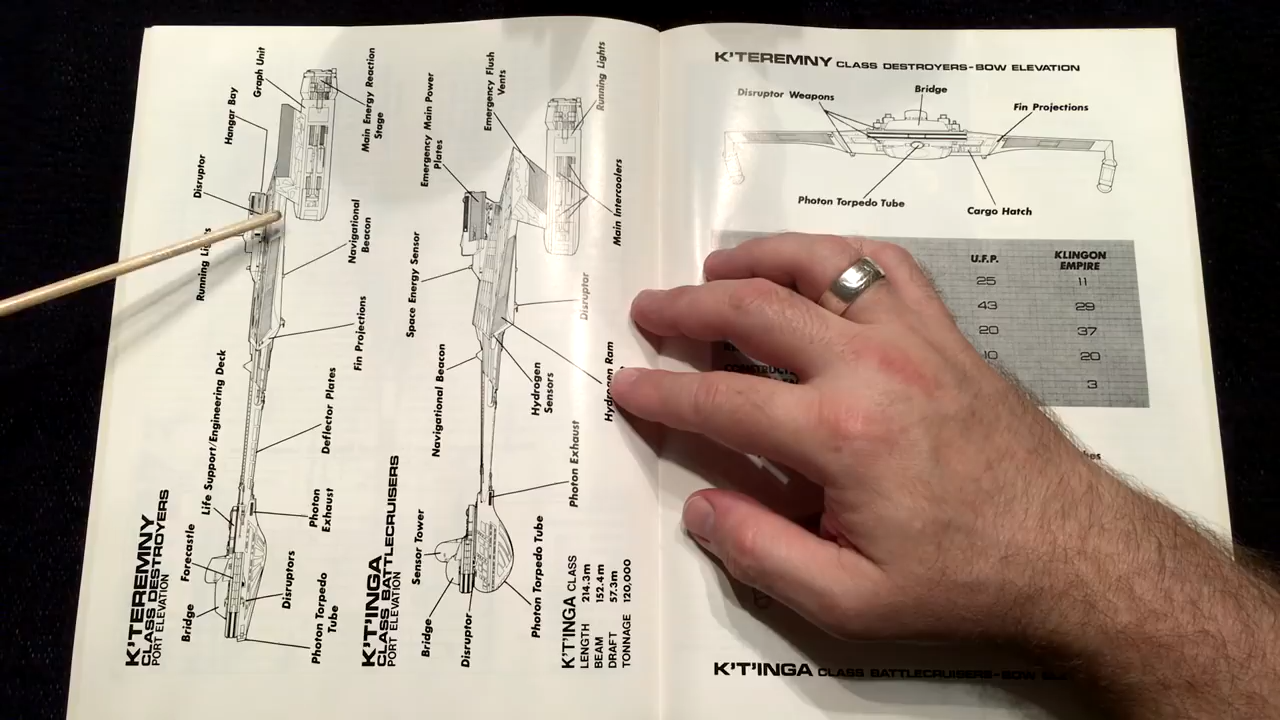 K'TEREMNY
CLASS DESTROYERS
PORT ELEVATION
Bridge
Forecastle
Life Support/Engineering Deck
Running Lights
Disruptor
Hangar Bay
Graph Unit
Photon Torpedo
Tube
Disruptors
Photon
Exhaust
Deflector Plates
Fin Projections
Navigational
Beacon
Main Energy Reaction
Stage
K'T'INGA
CLASS BATTLECRUISERS
PORT ELEVATION
Bridge
Sensor Tower
Navigational Beacon
Space Energy Sensor
Emergency Main Power
Plates
Emergency Flush
Vents
Running Lights
Disruptor
Photon Torpedo Tube
Photon Exhaust
Hydrogen
Sensors
Hydrogen Ram
Disruptor
Main Intercoolers
K'T'INGA CLASS
LENGTH 214.3m
BEAM 152.4m
DRAFT 57.3m
TONNAGE 120,000
K'TEREMNY CLASS DESTROYERS-BOW ELEVATION
Disruptor Weapons
Bridge
Fin Projections
Photon Torpedo Tube
Cargo Hatch
U.F.P. KLINGON
EMPIRE
25 11
43 29
20 37
10 20
3
K'T'INGA CLASS BATTLECRUISERS-BOW